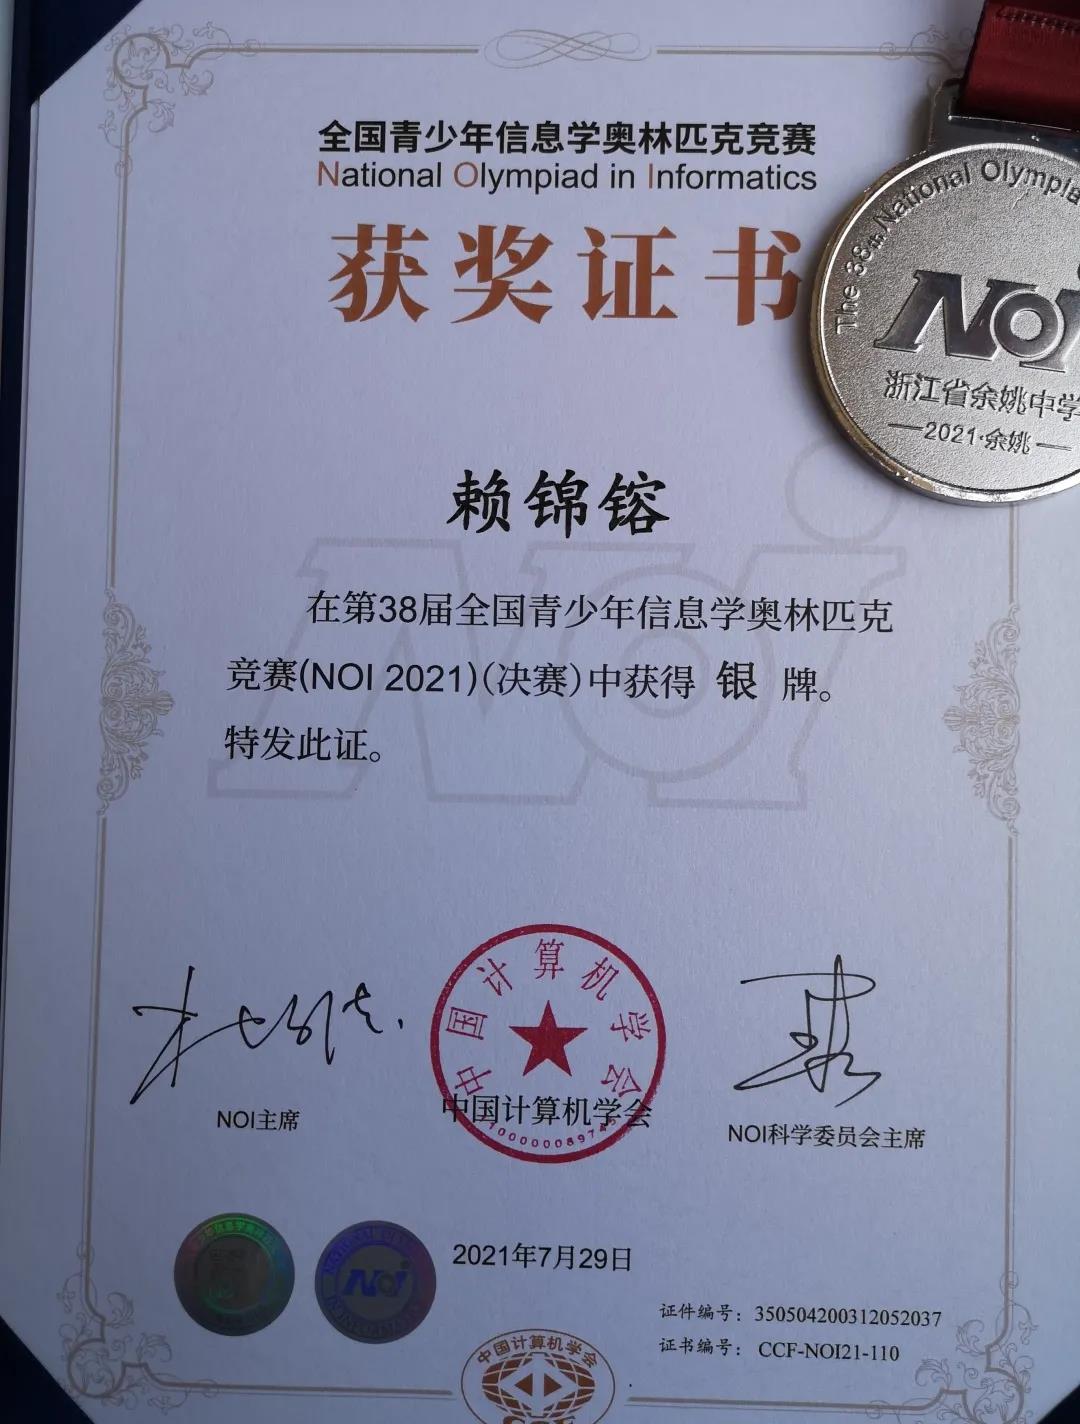 全国青少年信息学奥林匹克竞赛
National Olympiad in Informatics
获奖证书
The 38th National Olympia
NOI
浙江省余姚中学
2021·余姚
赖锦镕
在第38届全国青少年信息学奥林匹克
竞赛(NOI 2021)(决赛)中获得 银 牌。
特发此证。
NOI
中国计算机学会
NOI主席
中国计算机学会
NOI科学委员会主席
2021年7月29日
NOI
证件编号：350504200312052037
证书编号： CCF-NOI21-110
中国计算机学会